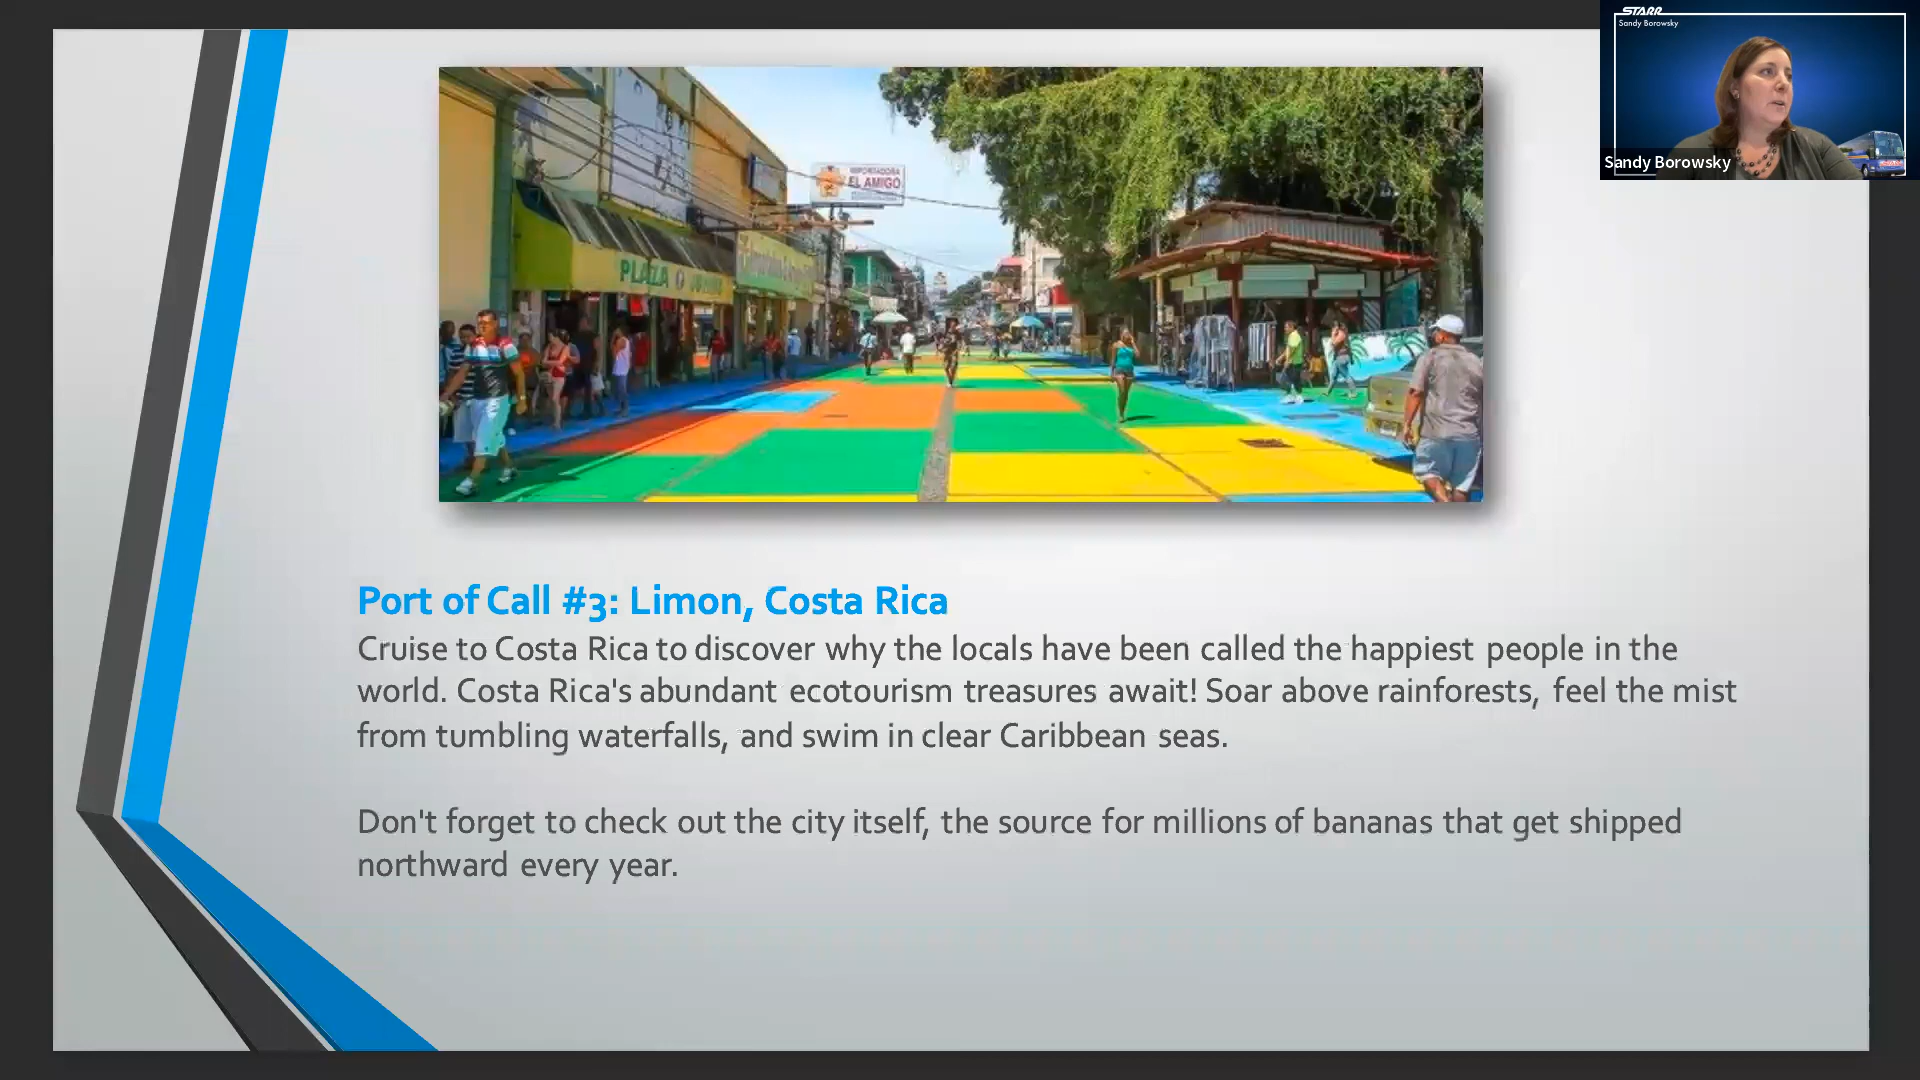 STARR
Sandy Borowsky
Sandy Borowsky
IMPORTADORA
EL AMIGO
PLAZA
Port of Call #3: Limon, Costa Rica
Cruise to Costa Rica to discover why the locals have been called the happiest people in the
world. Costa Rica's abundant ecotourism treasures await! Soar above rainforests, feel the mist
from tumbling waterfalls, and swim in clear Caribbean seas.
Don't forget to check out the city itself, the source for millions of bananas that get shipped
northward every year.